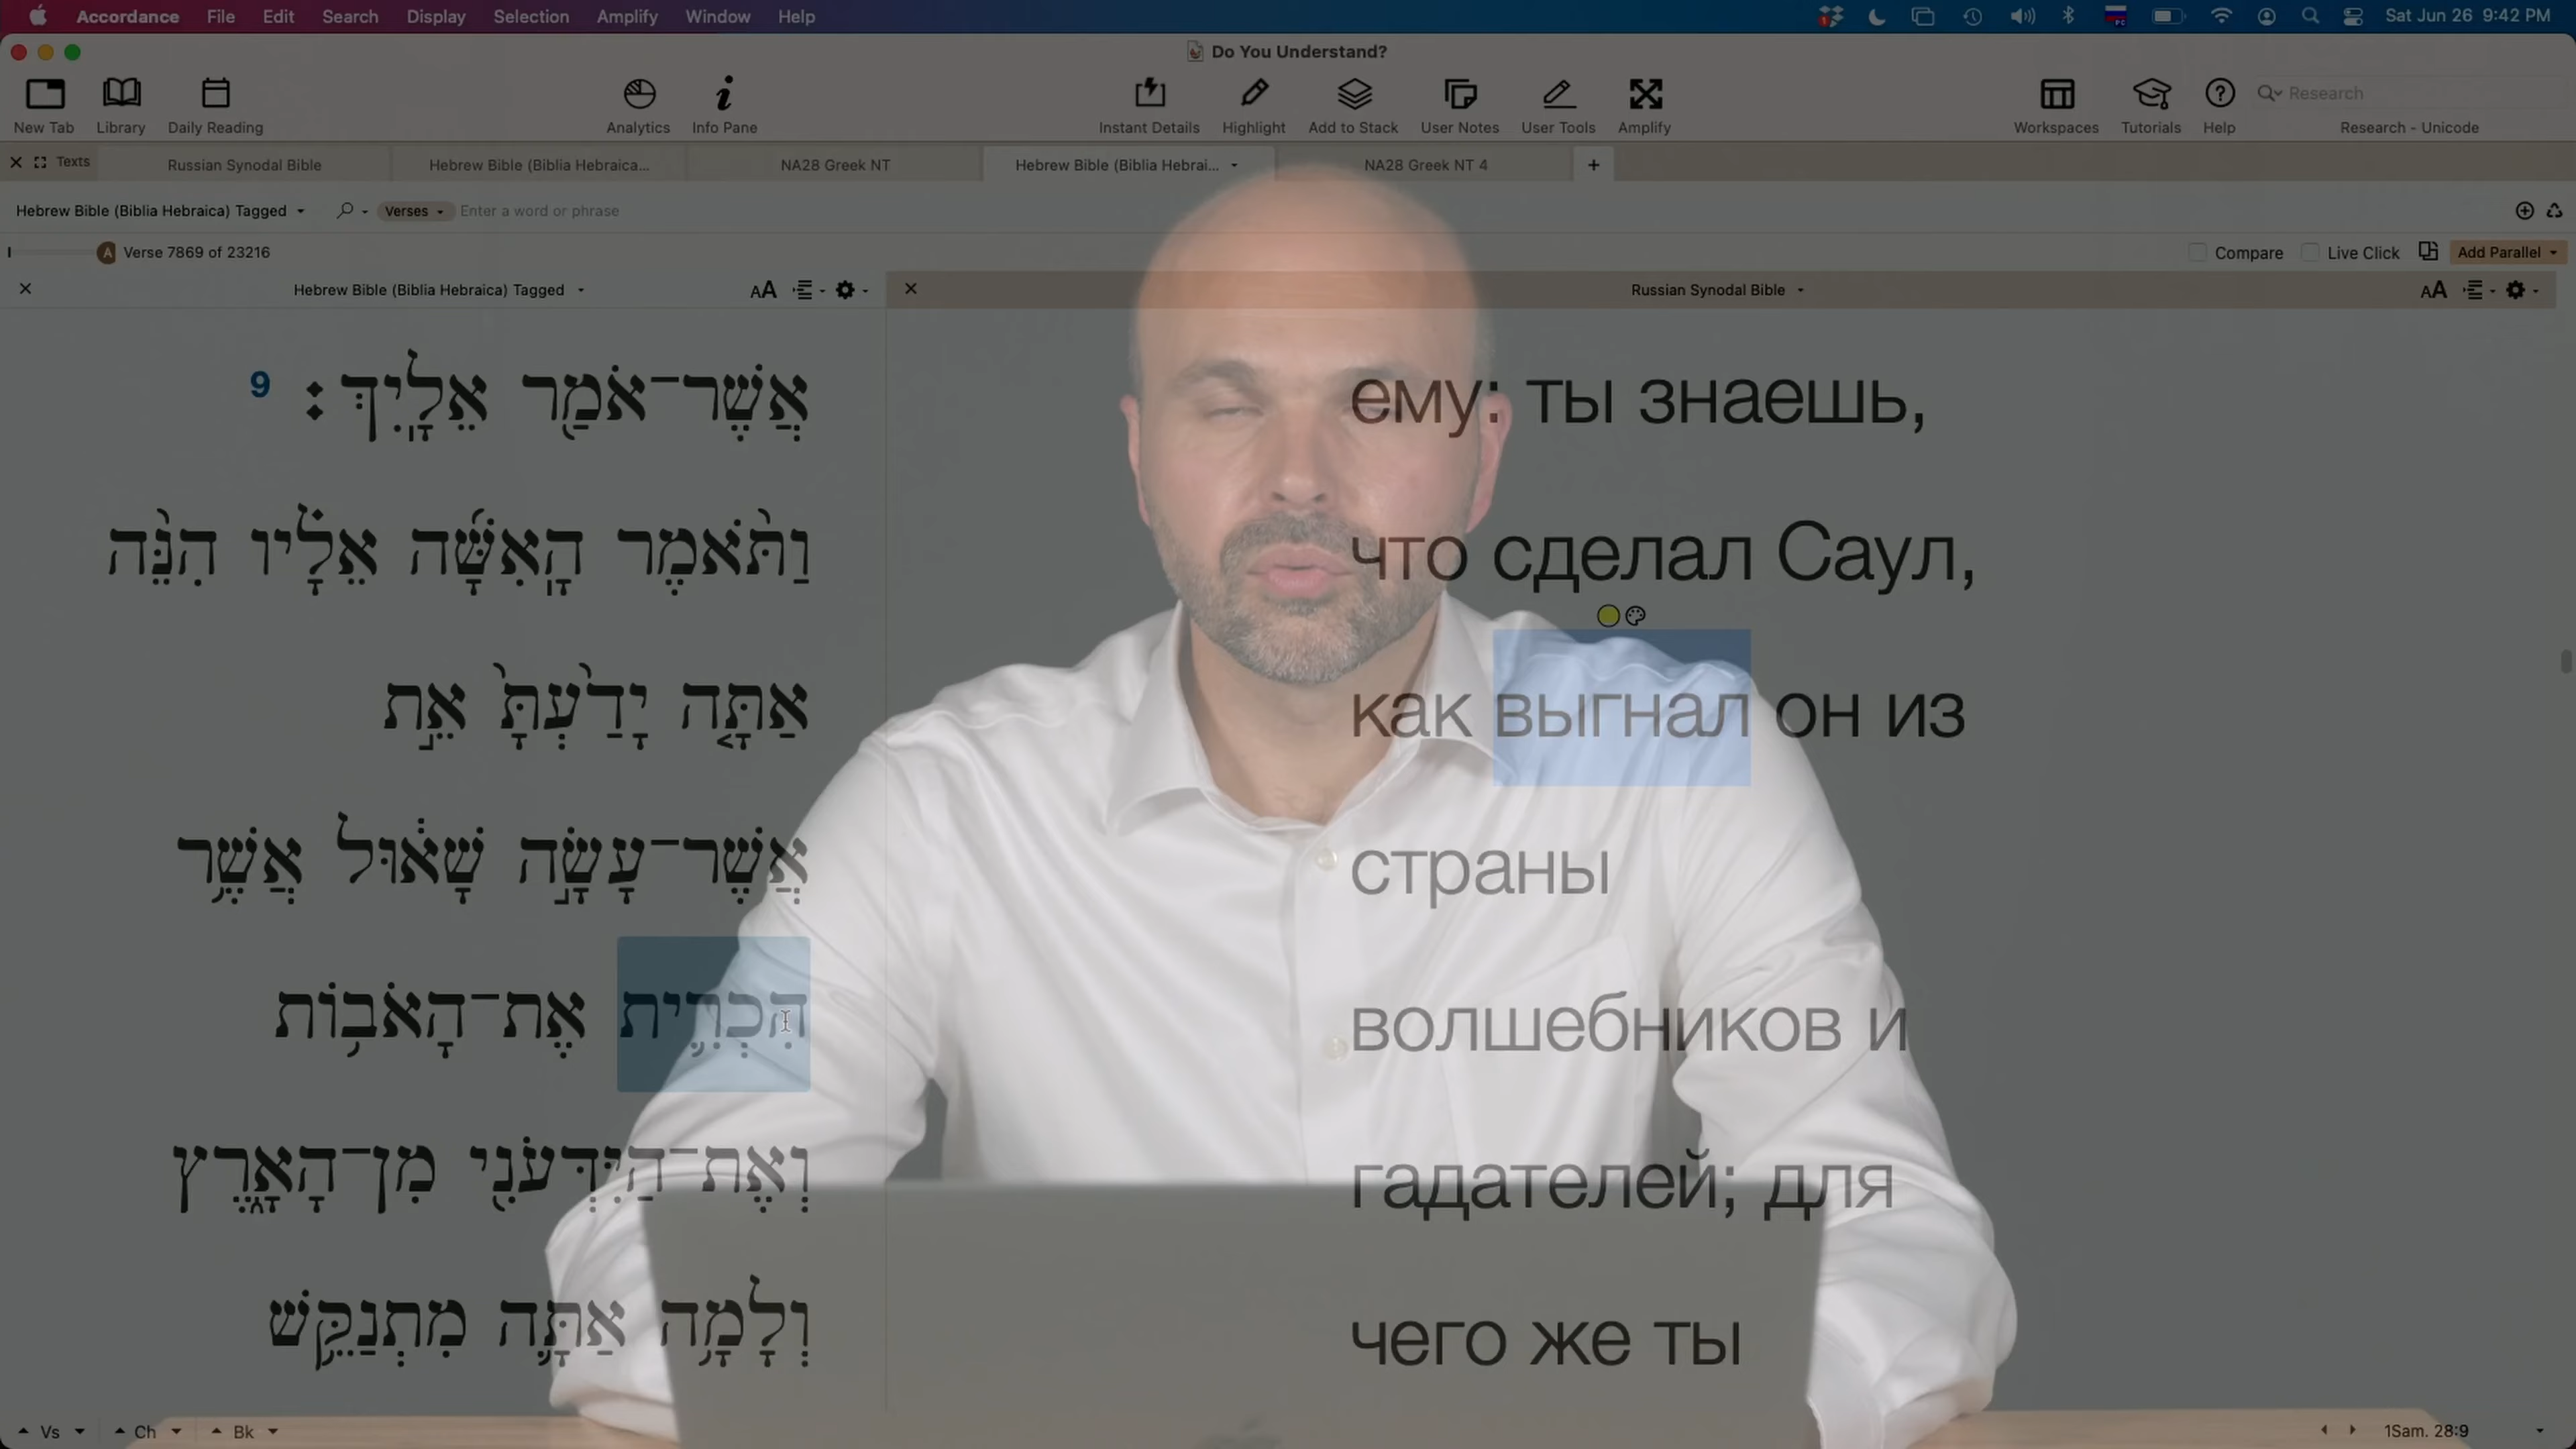 Accordance File Edit Search Display Selection Amplify Window Help Sat Jun 26 9:42 PM
Do You Understand?
New Tab Library Daily Reading Analytics Info Pane Instant Details Highlight Add to Stack User Notes User Tools Amplify Workspaces Tutorials Help Research
Research - Unicode
Texts Russian Synodal Bible Hebrew Bible (Biblia Hebraica... NA28 Greek NT Hebrew Bible (Biblia Hebrai... NA28 Greek NT 4 +
Hebrew Bible (Biblia Hebraica) Tagged Verses Enter a word or phrase
A Verse 7869 of 23216 Compare Live Click Add Parallel
Hebrew Bible (Biblia Hebraica) Tagged AA
אֲשֶׁר־אֹמַ֖ר אֵלָֽיִךְ׃ 9
וַתֹּ֨אמֶר הָֽאִשָּׁ֜ה אֵלָ֗יו הִנֵּ֨ה
אַתָּ֤ה יָדַ֙עְתָּ֙ אֵ֣ת
אֲשֶׁר־עָשָׂ֣ה שָׁא֔וּל אֲשֶׁ֥ר
הִכְרִ֛ית אֶת־הָאֹב֥וֹת
וְאֶת־הַיִּדְּעֹנִ֖י מִן־הָאָ֑רֶץ
וְלָמָ֥ה אַתָּ֛ה מִתְנַקֵּ֥שׁ
Russian Synodal Bible AA
ему: ты знаешь,
что сделал Саул,
как выгнал он из
страны
волшебников и
гадателей; для
чего же ты
Vs Ch Bk 1Sam. 28:9